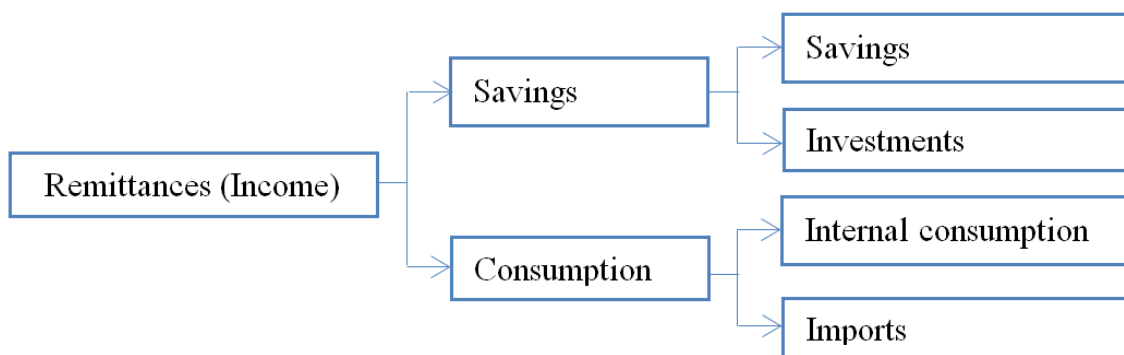 Savings
Savings
Investments
Remittances (Income)
Internal consumption
Consumption
Imports